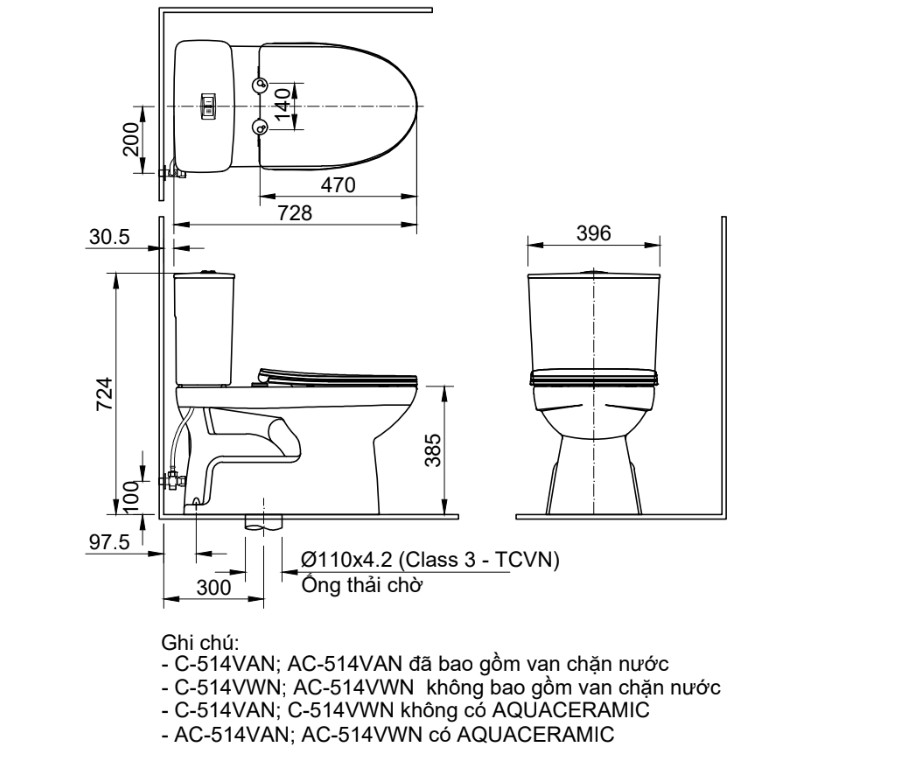 140
200
470
728
30.5
396
724
385
100
97.5
Ø110x4.2 (Class 3 - TCVN)
Ống thải chờ
300
Ghi chú:
- C-514VAN; AC-514VAN đã bao gồm van chặn nước
- C-514VWN; AC-514VWN không bao gồm van chặn nước
- C-514VAN; C-514VWN không có AQUACERAMIC
- AC-514VAN; AC-514VWN có AQUACERAMIC